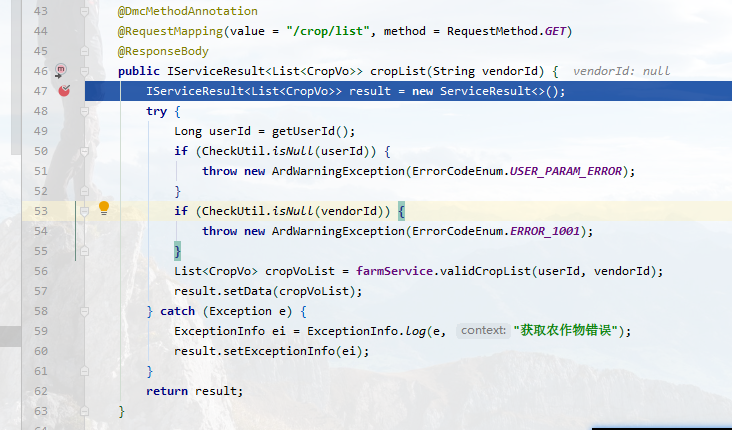 43 @DmcMethodAnnotation
44 @RequestMapping(value = "/crop/list", method = RequestMethod.GET)
45 @ResponseBody
46 public IServiceResult<List<CropVo>> cropList(String vendorId) { vendorId: null
47 IServiceResult<List<CropVo>> result = new ServiceResult<>();
48 try {
49 Long userId = getUserId();
50 if (CheckUtil.isNull(userId)) {
51 throw new ArdWarningException(ErrorCodeEnum.USER_PARAM_ERROR);
52 }
53 if (CheckUtil.isNull(vendorId)) {
54 throw new ArdWarningException(ErrorCodeEnum.ERROR_1001);
55 }
56 List<CropVo> cropVoList = farmService.validCropList(userId, vendorId);
57 result.setData(cropVoList);
58 } catch (Exception e) {
59 ExceptionInfo ei = ExceptionInfo.log(e, context: "获取农作物错误");
60 result.setExceptionInfo(ei);
61 }
62 return result;
63 }